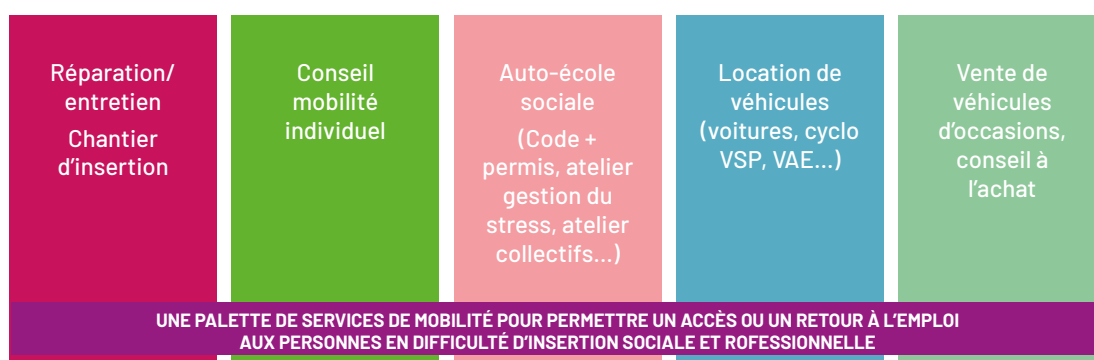 Réparation/
entretien
Chantier
d'insertion
Conseil
mobilité
individuel
Auto-école
sociale
(Code +
permis, atelier
gestion du
stress, atelier
collectifs...)
Location de
véhicules
(voitures, cyclo
VSP, VAE...)
Vente de
véhicules
d'occasions,
conseil à
l'achat
UNE PALETTE DE SERVICES DE MOBILITÉ POUR PERMETTRE UN ACCÈS OU UN RETOUR À L'EMPLOI
AUX PERSONNES EN DIFFICULTÉ D'INSERTION SOCIALE ET ROFESSIONNELLE